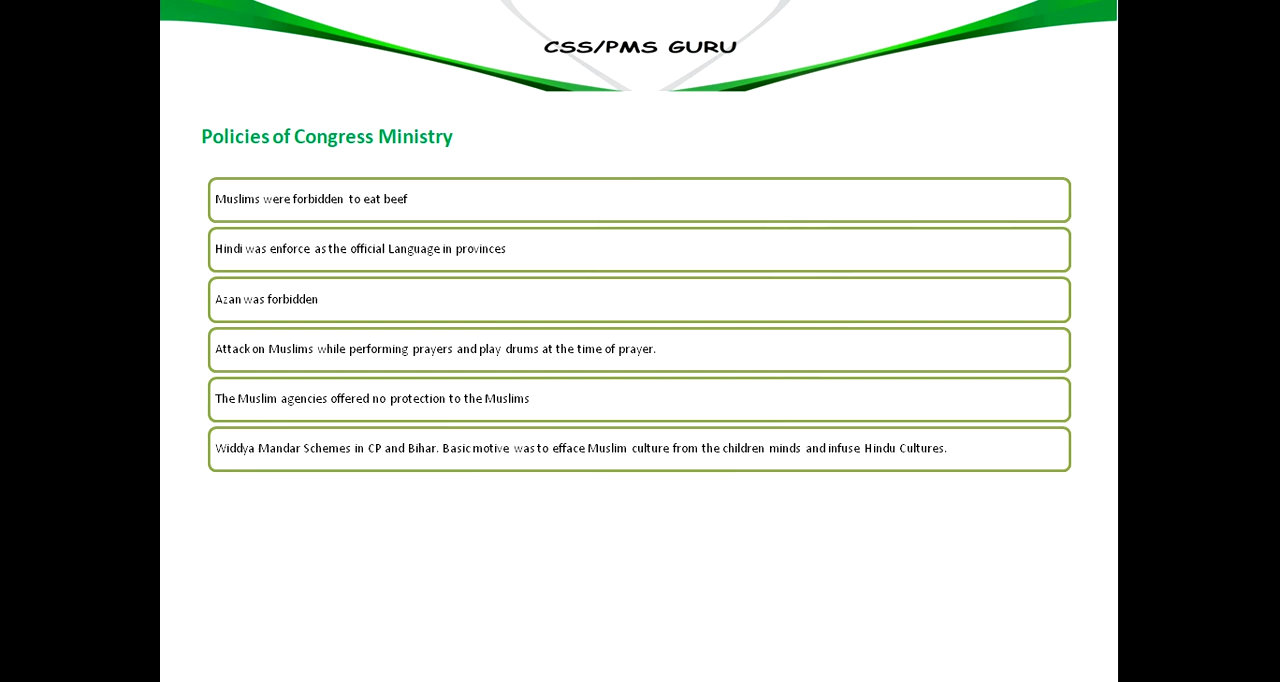 CSS/PMS GURU
Policies of Congress Ministry
Muslims were forbidden to eat beef
Hindi was enforce as the official Language in provinces
Azan was forbidden
Attack on Muslims while performing prayers and play drums at the time of prayer.
The Muslim agencies offered no protection to the Muslims
Widdya Mandar Schemes in CP and Bihar. Basic motive was to efface Muslim culture from the children minds and infuse Hindu Cultures.